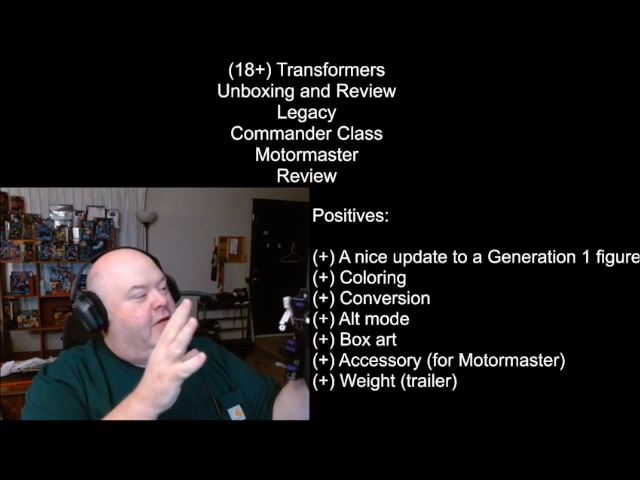 (18+) Transformers
Unboxing and Review
Legacy
Commander Class
Motormaster
Review
Positives:
(+) A nice update to a Generation 1 figure
(+) Coloring
(+) Conversion
(+) Alt mode
(+) Box art
(+) Accessory (for Motormaster)
(+) Weight (trailer)